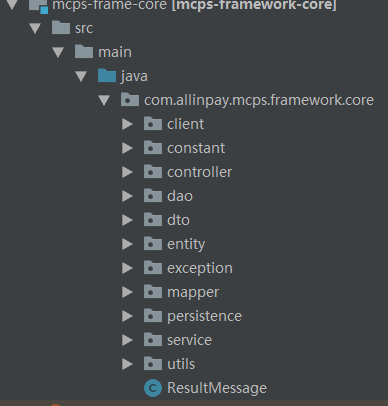 mcps-frame-core [mcps-framework-core]
src
main
java
com.allinpay.mcps.framework.core
client
constant
controller
dao
dto
entity
exception
mapper
persistence
service
utils
ResultMessage